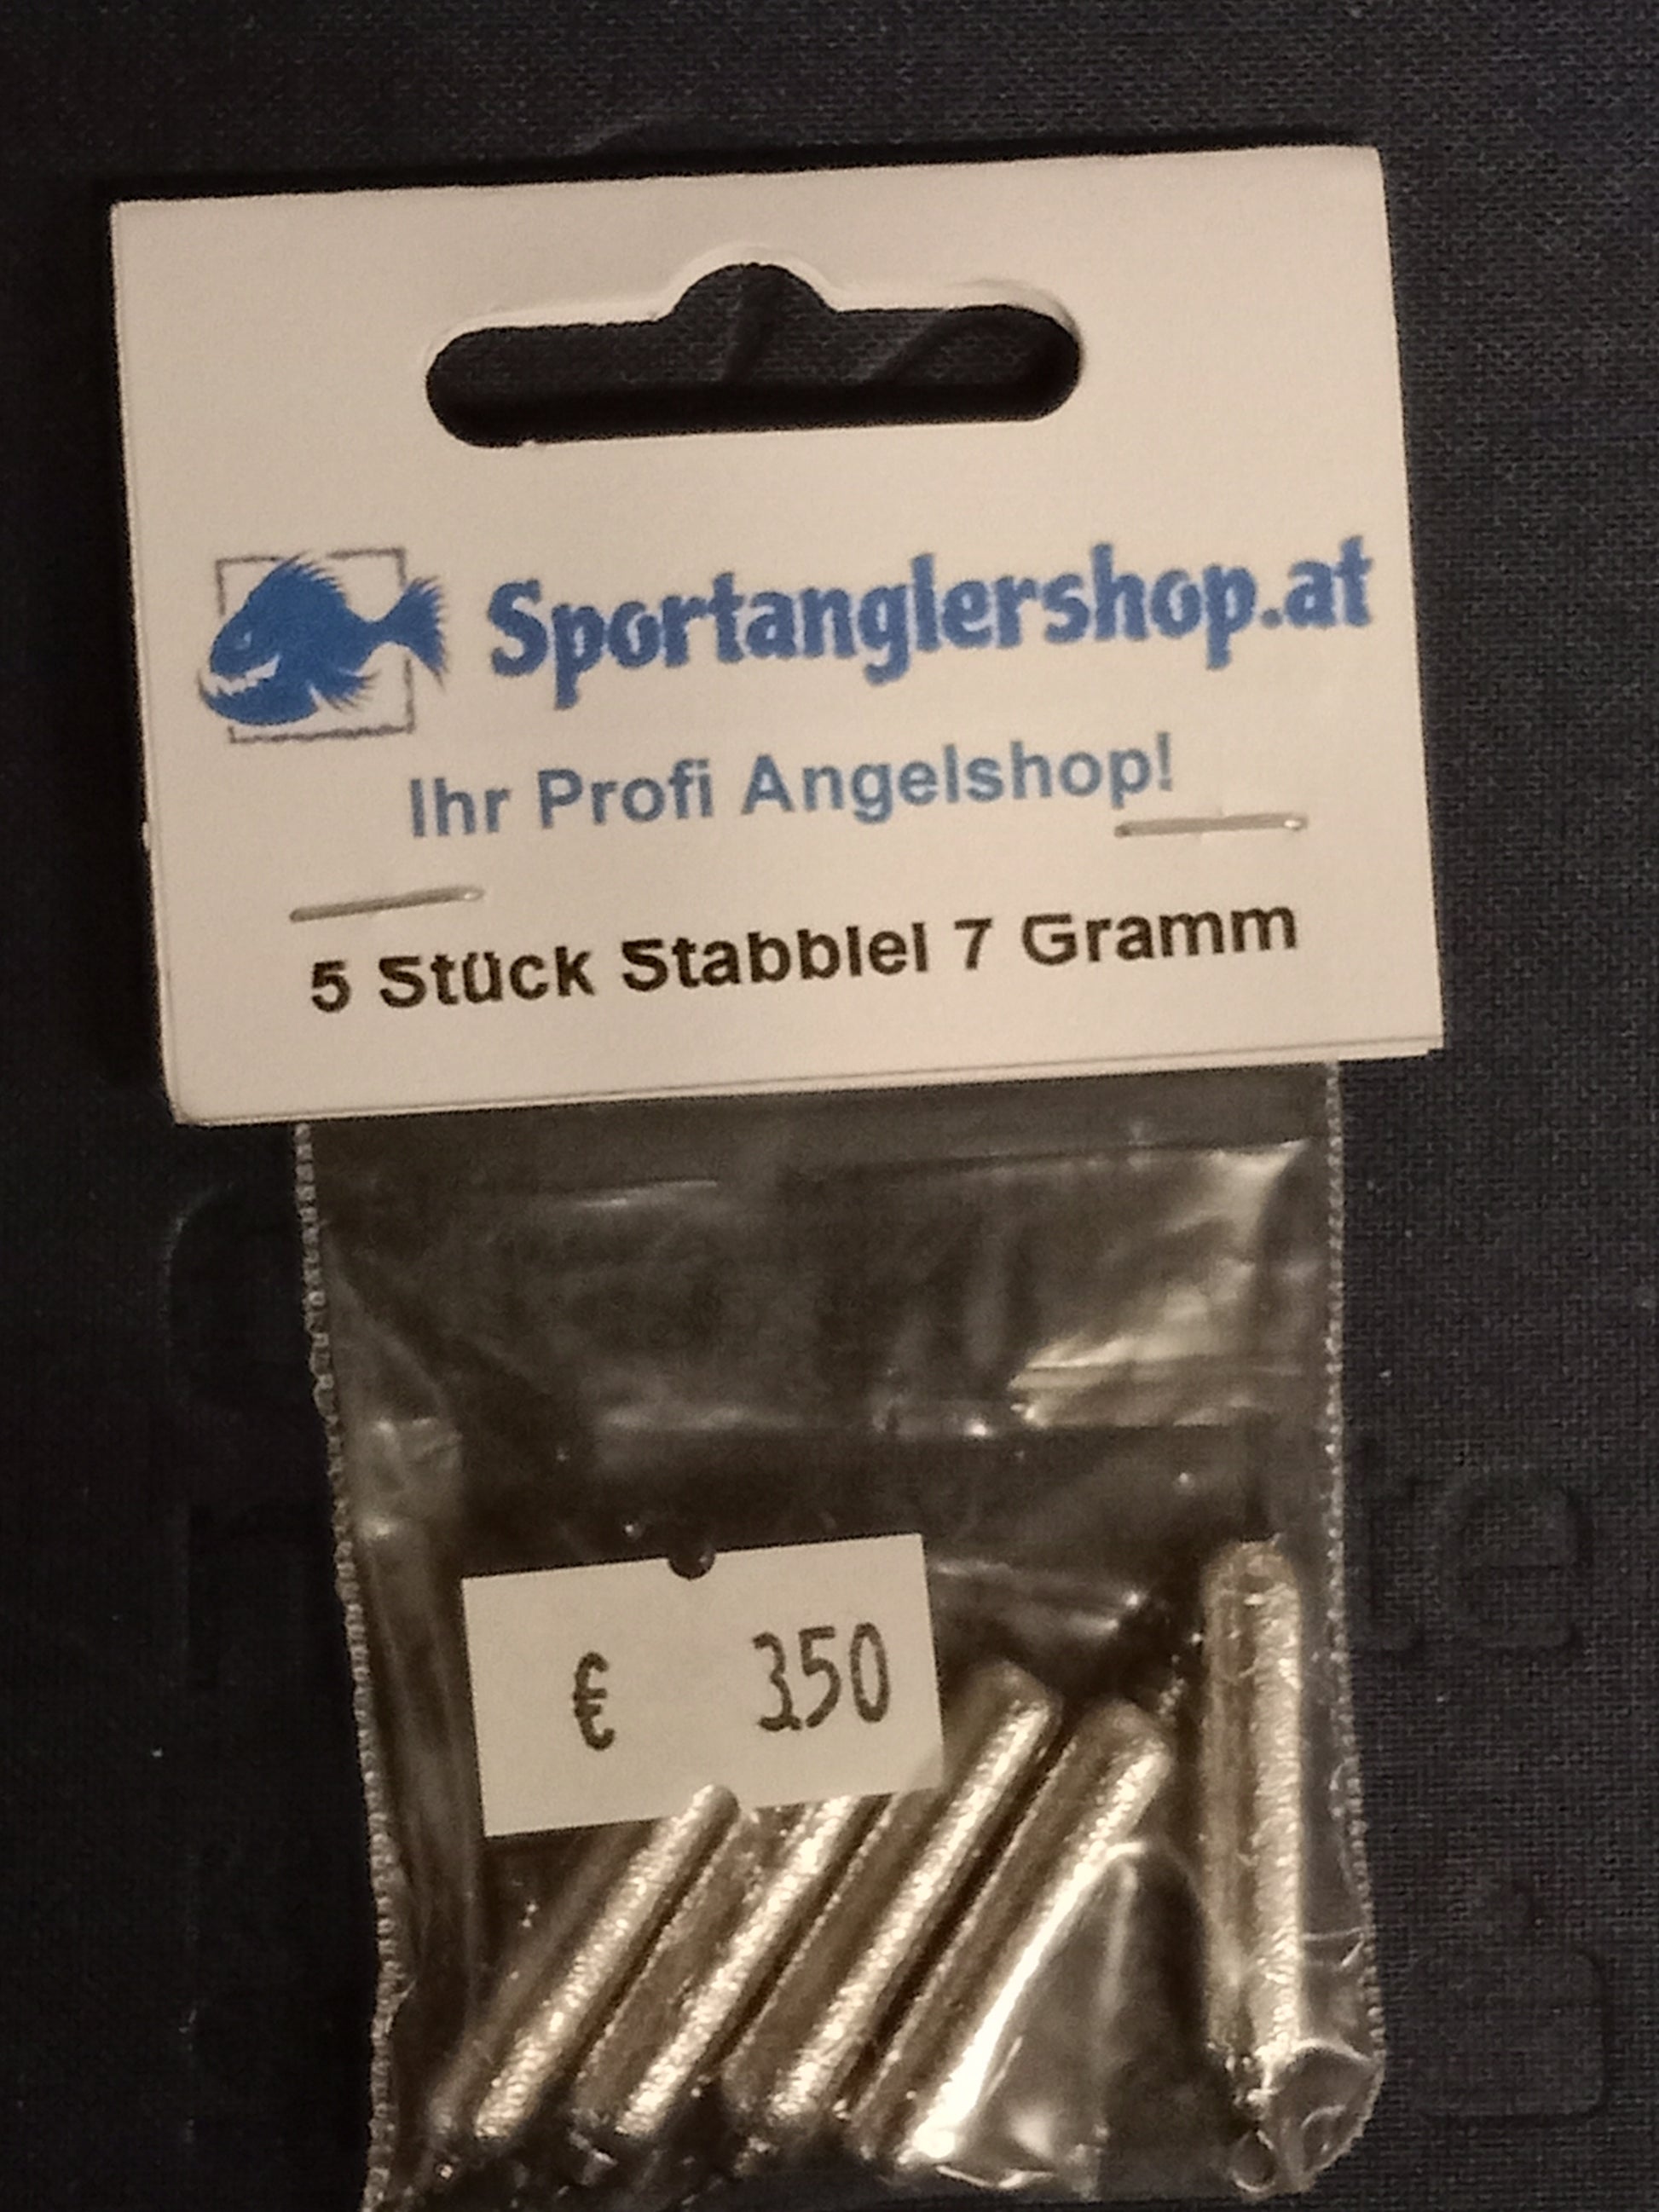 Sportanglershop.at
Ihr Profi Angelshop!
5 Stück Stabblei 7 Gramm
€ 350